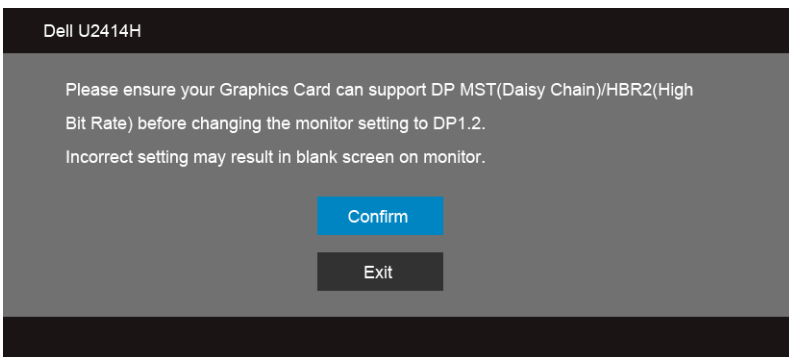 Dell U2414H
Please ensure your Graphics Card can support DP MST(Daisy Chain)/HBR2(High
Bit Rate) before changing the monitor setting to DP1.2.
Incorrect setting may result in blank screen on monitor.
Confirm
Exit